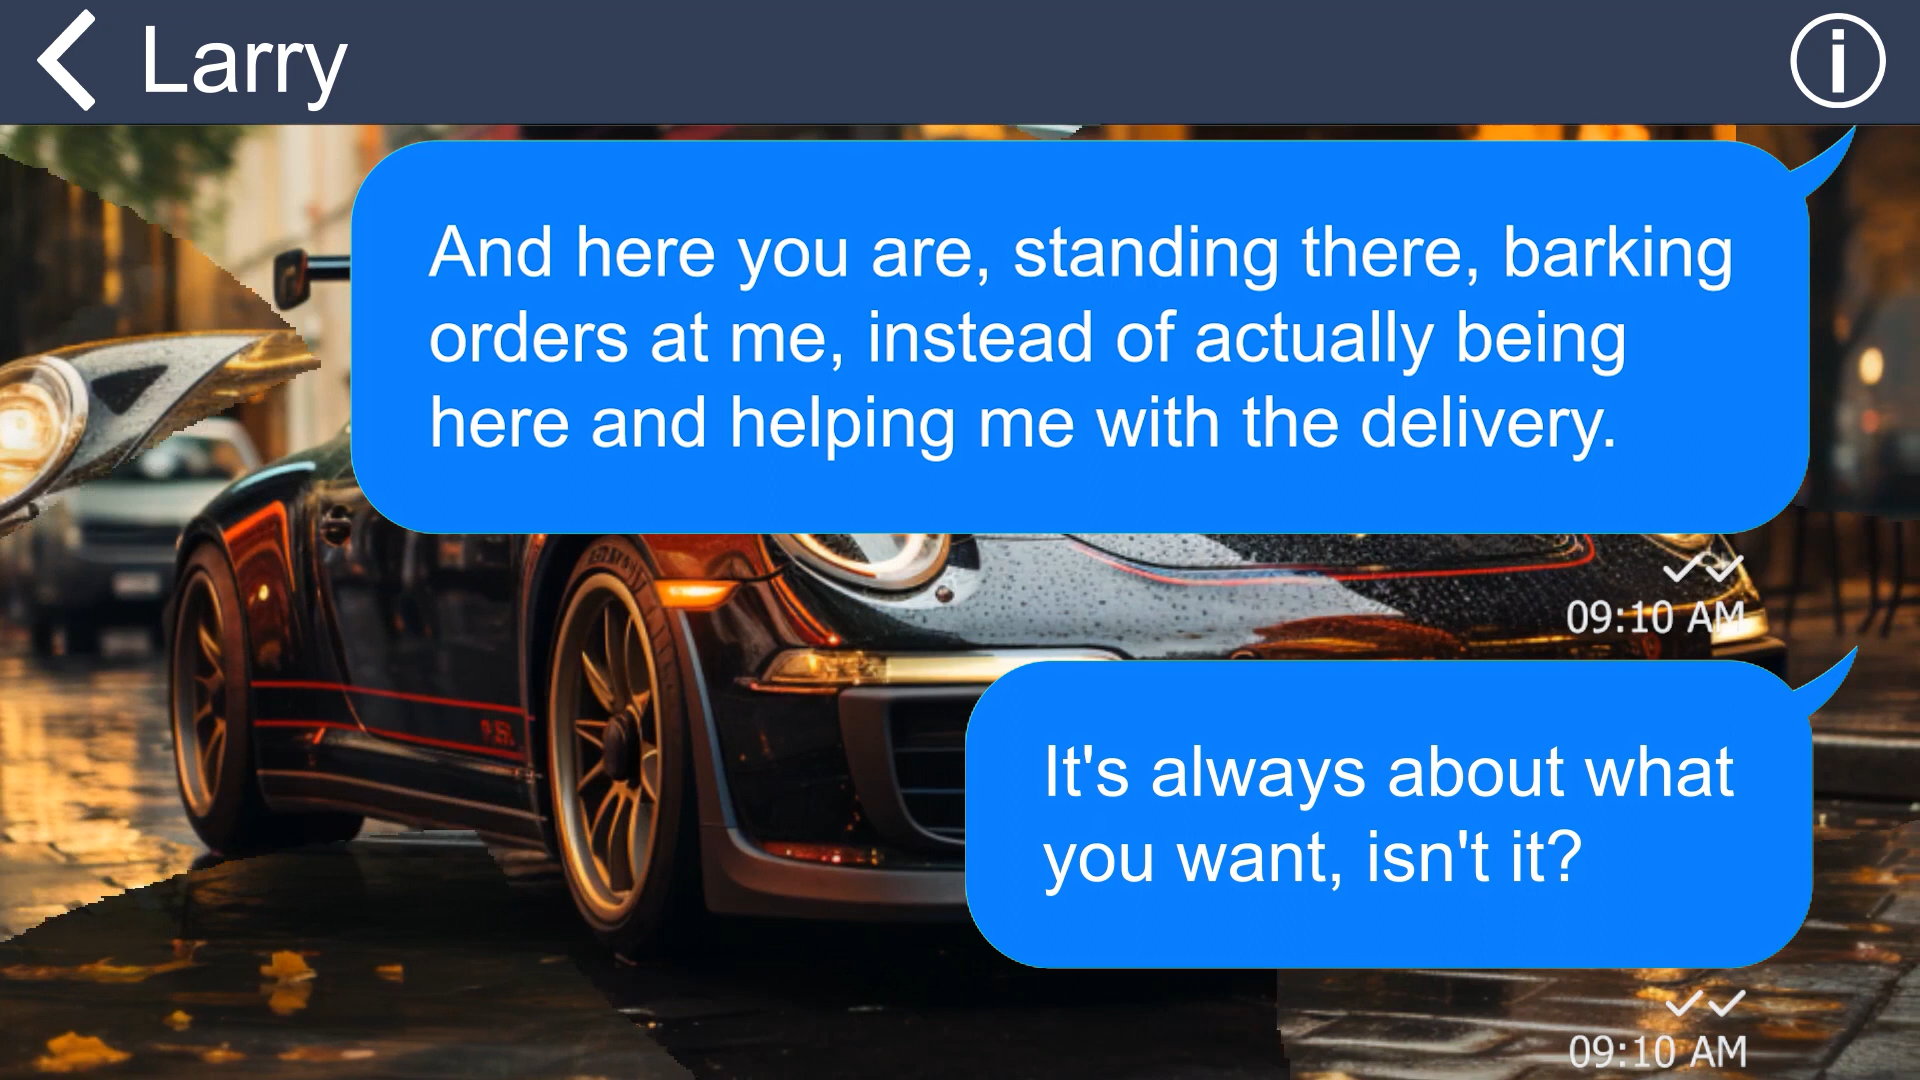 Larry
And here you are, standing there, barking
orders at me, instead of actually being
here and helping me with the delivery.
09:10 AM
It's always about what
you want, isn't it?
09:10 AM